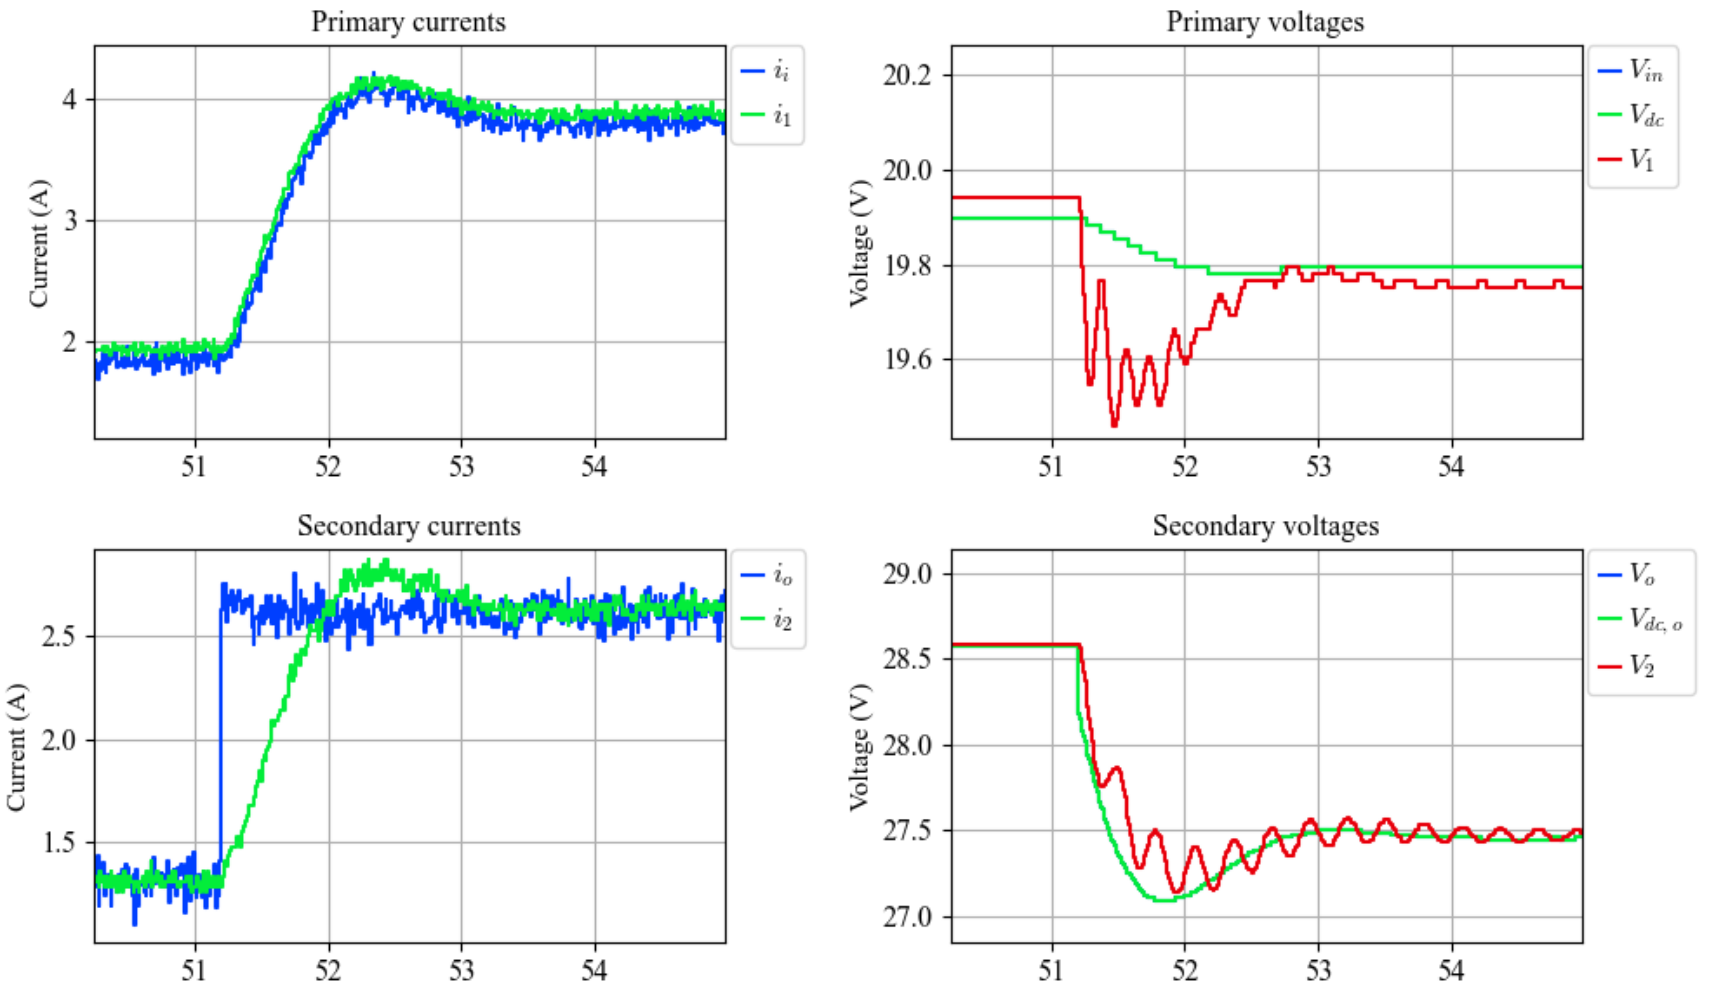 Primary currents
Primary voltages
Current (A)
4
3
2
51 52 53 54
i_i
i_1
Voltage (V)
20.2
20.0
19.8
19.6
51 52 53 54
V_in
V_dc
V_1
Secondary currents
Secondary voltages
Current (A)
2.5
2.0
1.5
51 52 53 54
i_o
i_2
Voltage (V)
29.0
28.5
28.0
27.5
27.0
51 52 53 54
V_o
V_dc, o
V_2